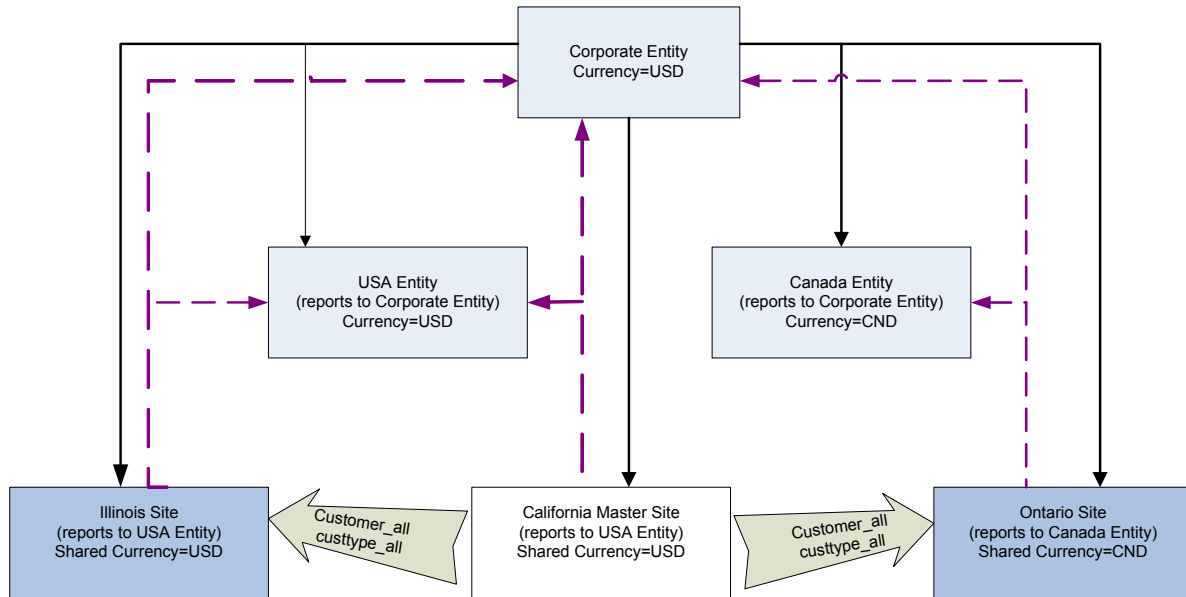 Corporate Entity
Currency=USD
USA Entity
(reports to Corporate Entity)
Currency=USD
Canada Entity
(reports to Corporate Entity)
Currency=CND
Illinois Site
(reports to USA Entity)
Shared Currency=USD
Customer_all
custtype_all
California Master Site
(reports to USA Entity)
Shared Currency=USD
Customer_all
custtype_all
Ontario Site
(reports to Canada Entity)
Shared Currency=CND